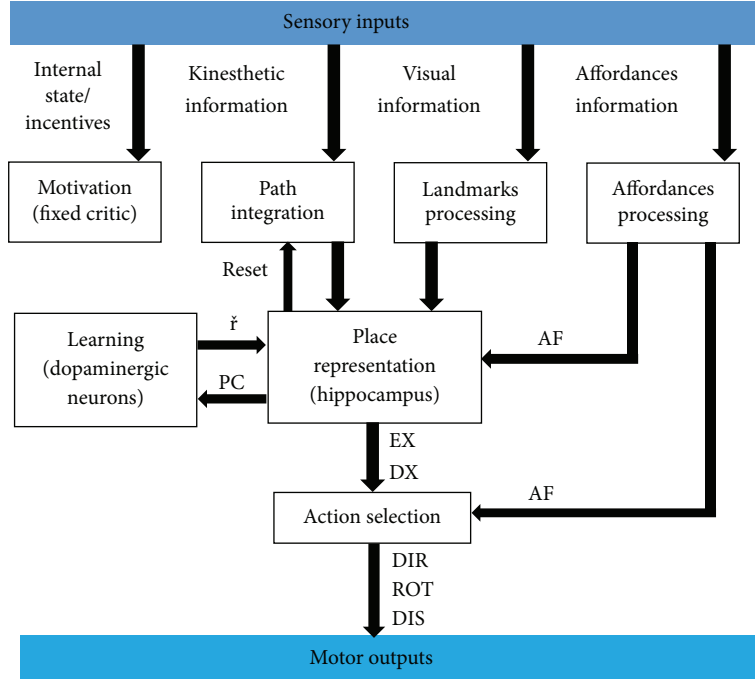 Sensory inputs
Internal
state/
incentives
Kinesthetic
information
Visual
information
Affordances
information
Motivation
(fixed critic)
Path
integration
Landmarks
processing
Affordances
processing
Reset
Learning
(dopaminergic
neurons)
ř
PC
Place
representation
(hippocampus)
AF
EX
DX
Action selection
AF
DIR
ROT
DIS
Motor outputs